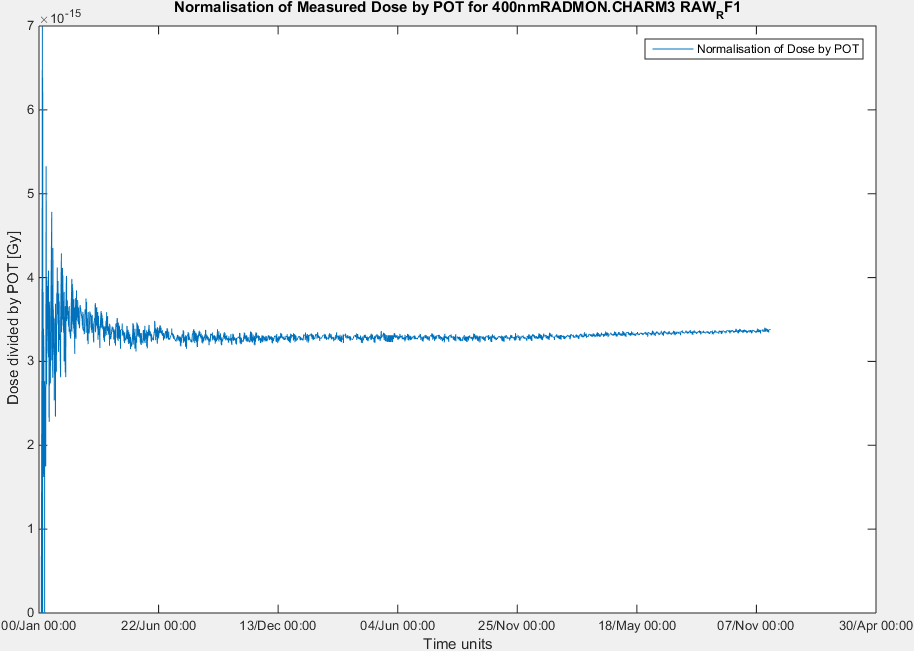 Normalisation of Measured Dose by POT for 400nmRADMON.CHARM3 RAW_RF1
× 10^-15
Normalisation of Dose by POT
7
6
5
4
3
2
1
0
Dose divided by POT [Gy]
00/Jan 00:00 22/Jun 00:00 13/Dec 00:00 04/Jun 00:00 25/Nov 00:00 18/May 00:00 07/Nov 00:00 30/Apr 00:00
Time units